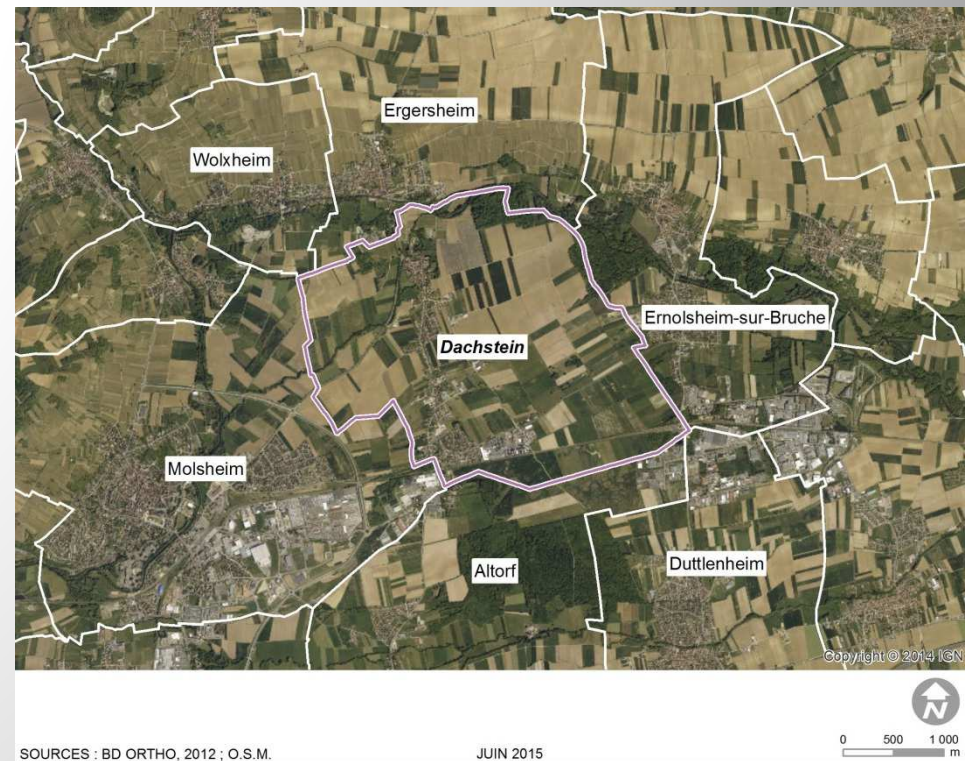 Ergersheim
Wolxheim
Ernolsheim-sur-Bruche
Dachstein
Molsheim
Altorf
Duttlenheim
Copyright © 2014 IGN
N
0 500 1 000
m
SOURCES : BD ORTHO, 2012 ; O.S.M.
JUIN 2015